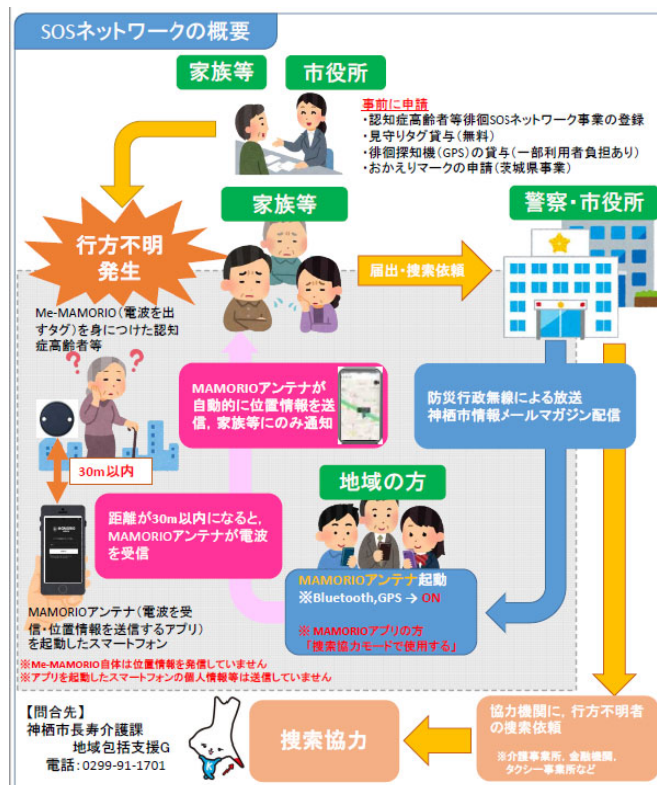 SOSネットワークの概要
家族等
市役所
事前に申請
・認知症高齢者等徘徊SOSネットワーク事業の登録
・見守りタグ貸与(無料)
・徘徊探知機(GPS)の貸与(一部利用者負担あり)
・おかえりマークの申請(茨城県事業)
家族等
警察・市役所
行方不明
発生
届出・捜索依頼
Me-MAMORIO(電波を出
すタグ)を身につけた認知
症高齢者等
MAMORIOアンテナが
自動的に位置情報を送
信,家族等にのみ通知
防災行政無線による放送
神栖市情報メールマガジン配信
30m以内
地域の方
距離が30m以内になると,
MAMORIOアンテナが電波
を受信
MAMORIO
MAMORIOアンテナ起動
※Bluetooth,GPS → ON
※ MAMORIOアプリの方
「捜索協力モードで使用する」
MAMORIOアンテナ(電波を受
信・位置情報を送信するアプリ)
を起動したスマートフォン
※Me-MAMORIO自体は位置情報を発信していません
※アプリを起動したスマートフォンの個人情報等は送信していません
【問合先】
神栖市長寿介護課
地域包括支援G
電話:0299-91-1701
捜索協力
協力機関に,行方不明者
の捜索依頼
※介護事業所,金融機関,
タクシー事業所など